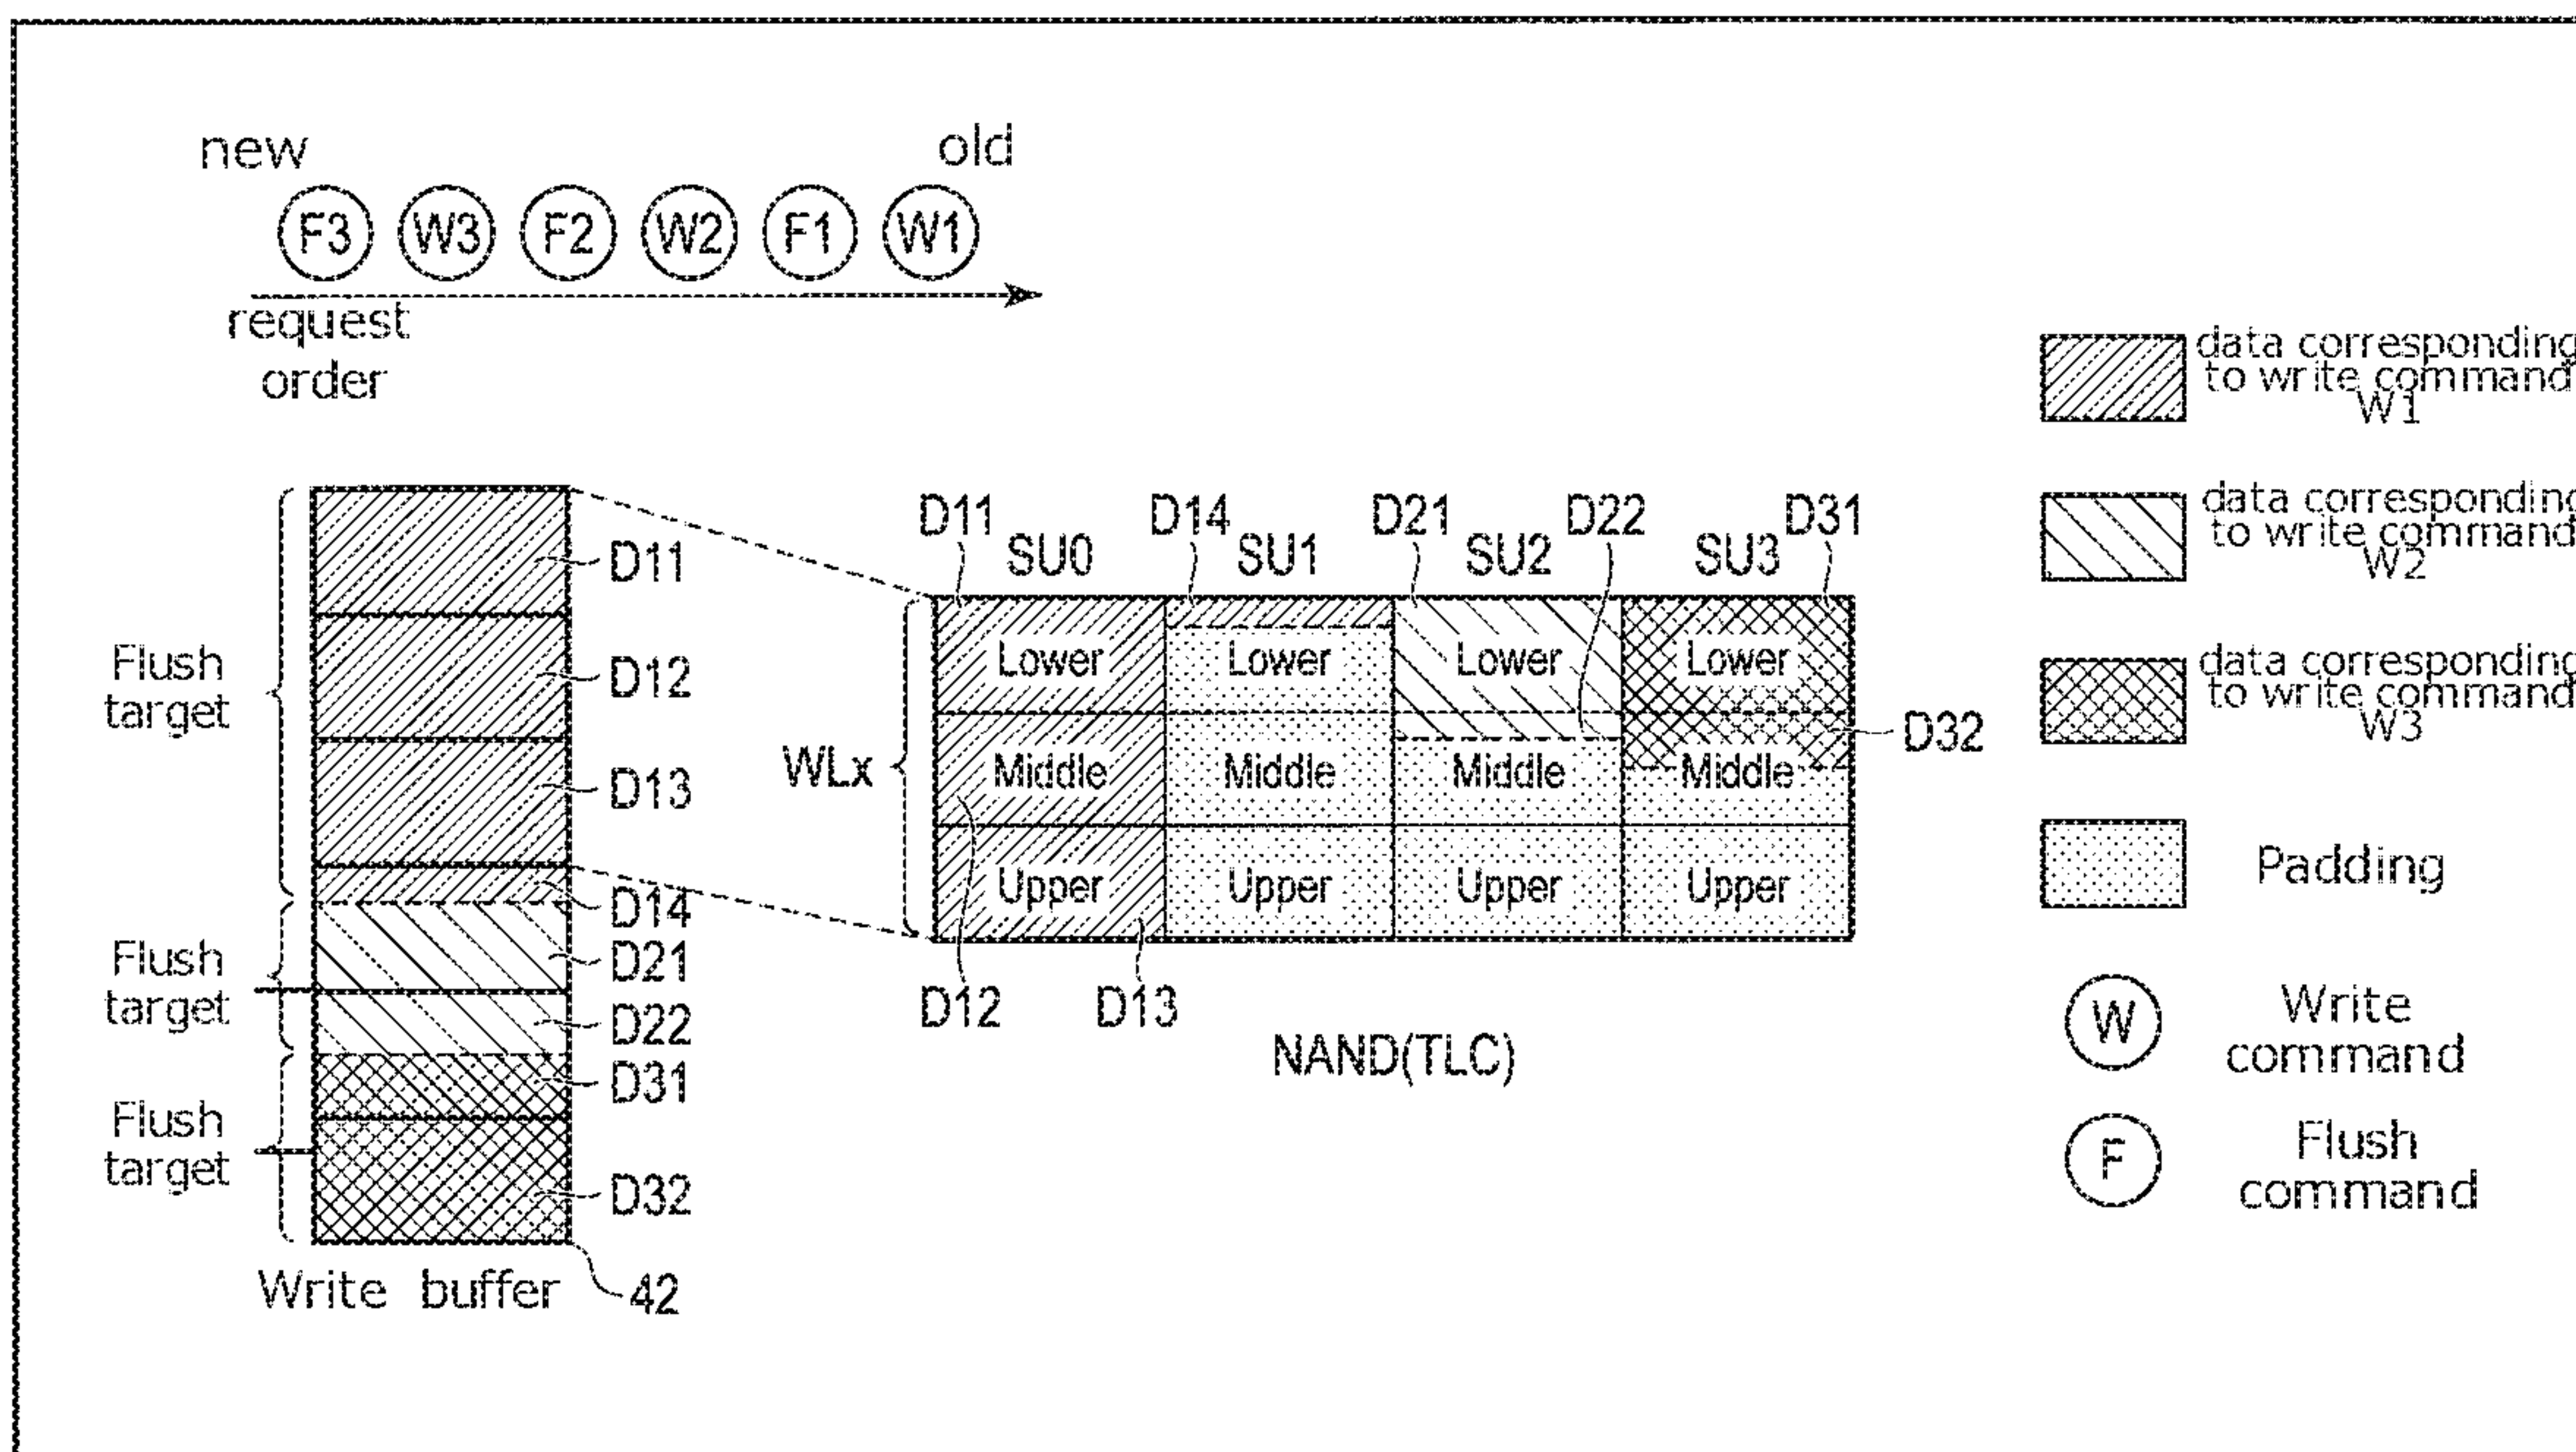 new old
F3 W3 F2 W2 F1 W1
request
order
data corresponding
to write command
W1
data corresponding
to write command
W2
data corresponding
to write command
W3
Padding
W Write
command
F Flush
command
Flush
target
Flush
target
Flush
target
D11
D12
D13
D14
D21
D22
D31
D32
Write buffer 42
D11 D14 D21 D22 D31
SU0 SU1 SU2 SU3
WLx
Lower Lower Lower Lower
D32
Middle Middle Middle Middle
Upper Upper Upper Upper
D12 D13
NAND(TLC)